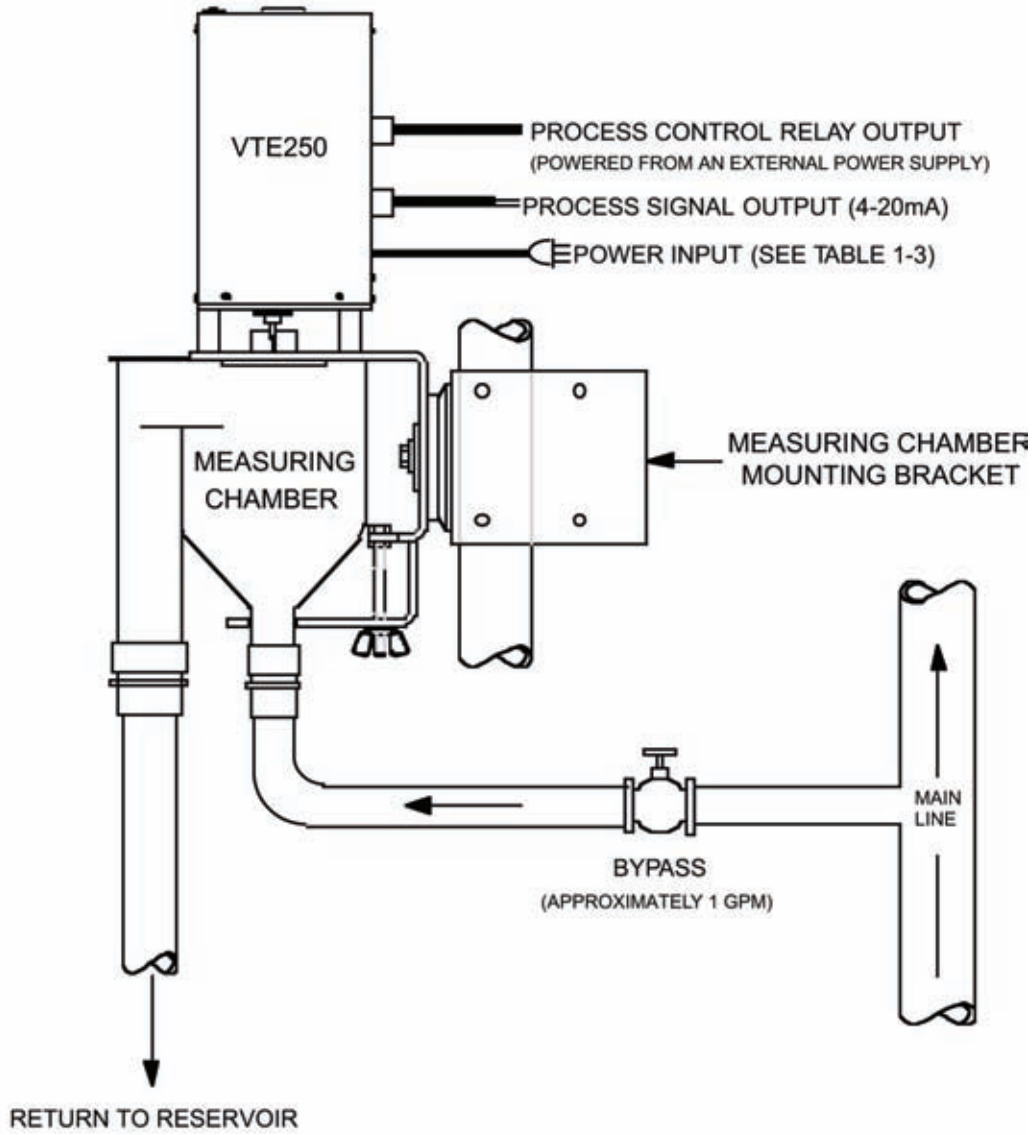 VTE250
PROCESS CONTROL RELAY OUTPUT
(POWERED FROM AN EXTERNAL POWER SUPPLY)
PROCESS SIGNAL OUTPUT (4-20mA)
POWER INPUT (SEE TABLE 1-3)
MEASURING
CHAMBER
MEASURING CHAMBER
MOUNTING BRACKET
MAIN
LINE
BYPASS
(APPROXIMATELY 1 GPM)
RETURN TO RESERVOIR